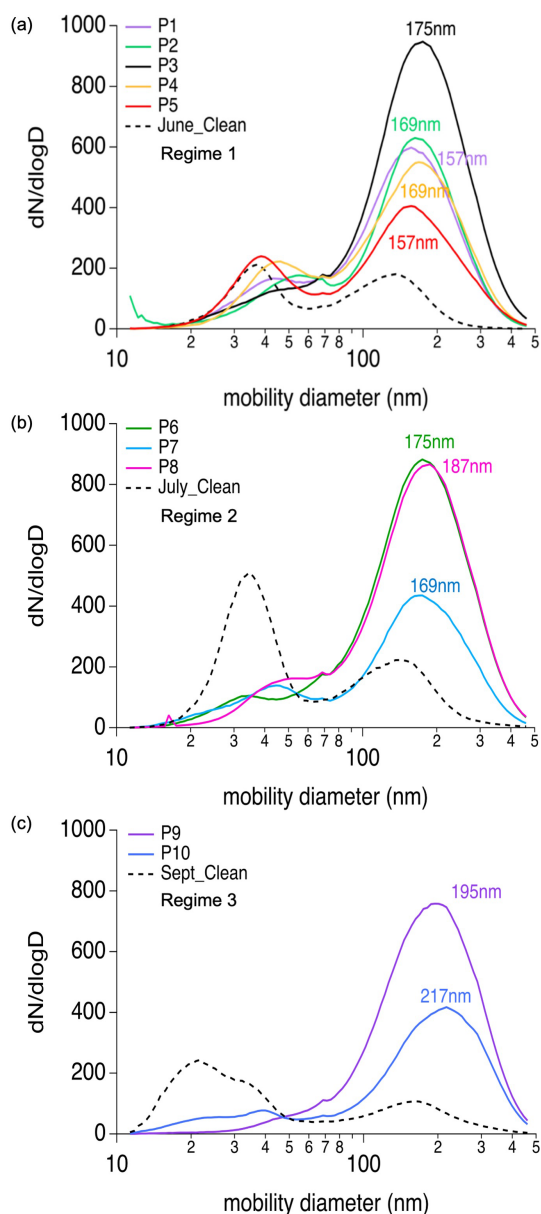 (a)
1000
800
600
400
200
0
dN/dlogD
P1
P2
P3
P4
P5
June_Clean
Regime 1
175nm
169nm
157nm
169nm
157nm
2 3 4 5 6 7 8 2 3 4 5
10 100
mobility diameter (nm)
(b)
1000
800
600
400
200
0
dN/dlogD
P6
P7
P8
July_Clean
Regime 2
175nm
187nm
169nm
2 3 4 5 6 7 8 2 3 4 5
10 100
mobility diameter (nm)
(c)
1000
800
600
400
200
0
dN/dlogD
P9
P10
Sept_Clean
Regime 3
195nm
217nm
2 3 4 5 6 7 8 2 3 4 5
10 100
mobility diameter (nm)